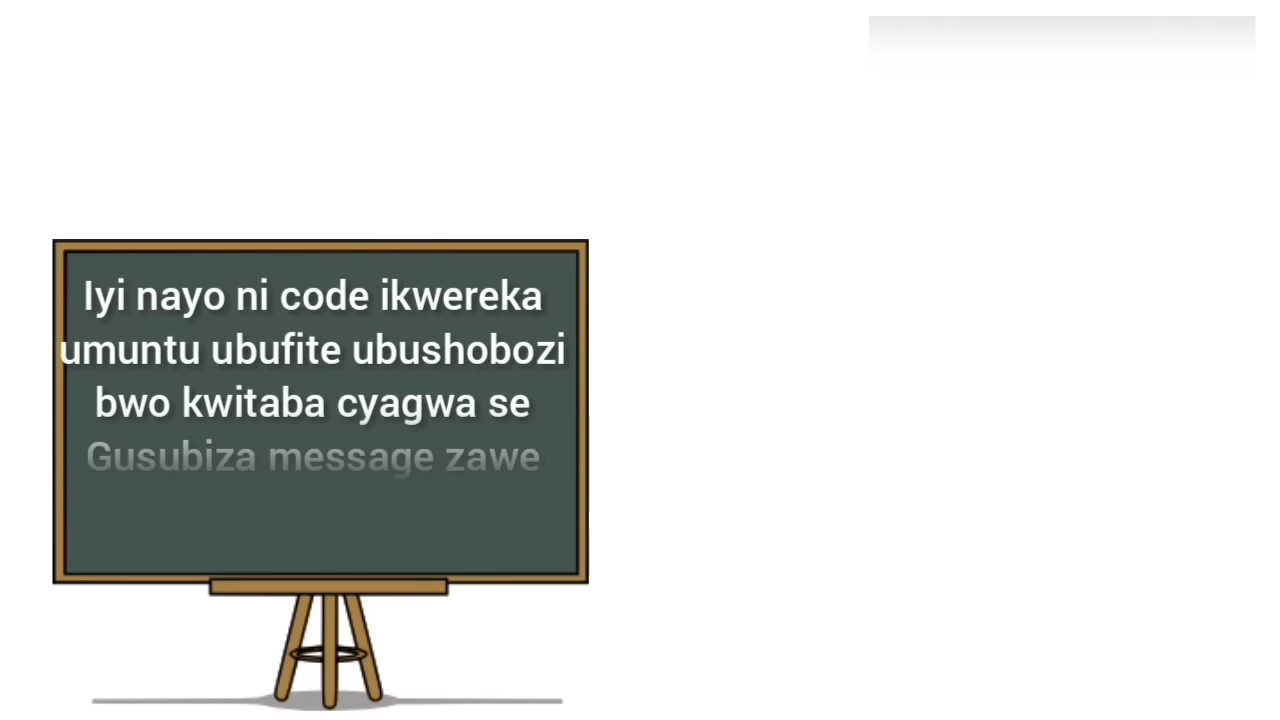 Iyi nayo ni code ikwereka
umuntu ubufite ubushobozi
bwo kwitaba cyagwa se
Gusubiza message zawe